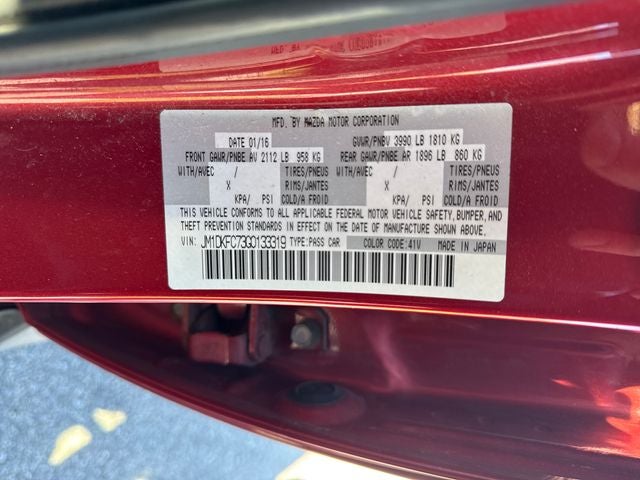 MFD. BY MAZDA MOTOR CORPORATION
DATE 01/16 GVWR/PNBV 3990 LB 1810 KG
FRONT GAWR/PNBE AV 2112 LB 958 KG REAR GAWR/PNBE AR 1896 LB 860 KG
WITH/AVEC / TIRES/PNEUS WITH/AVEC / TIRES/PNEUS
X RIMS/JANTES X RIMS/JANTES
KPA/ PSI COLD/A FROID KPA/ PSI COLD/A FROID
THIS VEHICLE CONFORMS TO ALL APPLICABLE FEDERAL MOTOR VEHICLE SAFETY, BUMPER, AND
THEFT PREVENTION STANDARDS IN EFFECT ON THE DATE OF MANUFACTURE SHOWN ABOVE.
VIN: JM1DKFC73G0133319 TYPE:PASS CAR COLOR CODE:41V MADE IN JAPAN